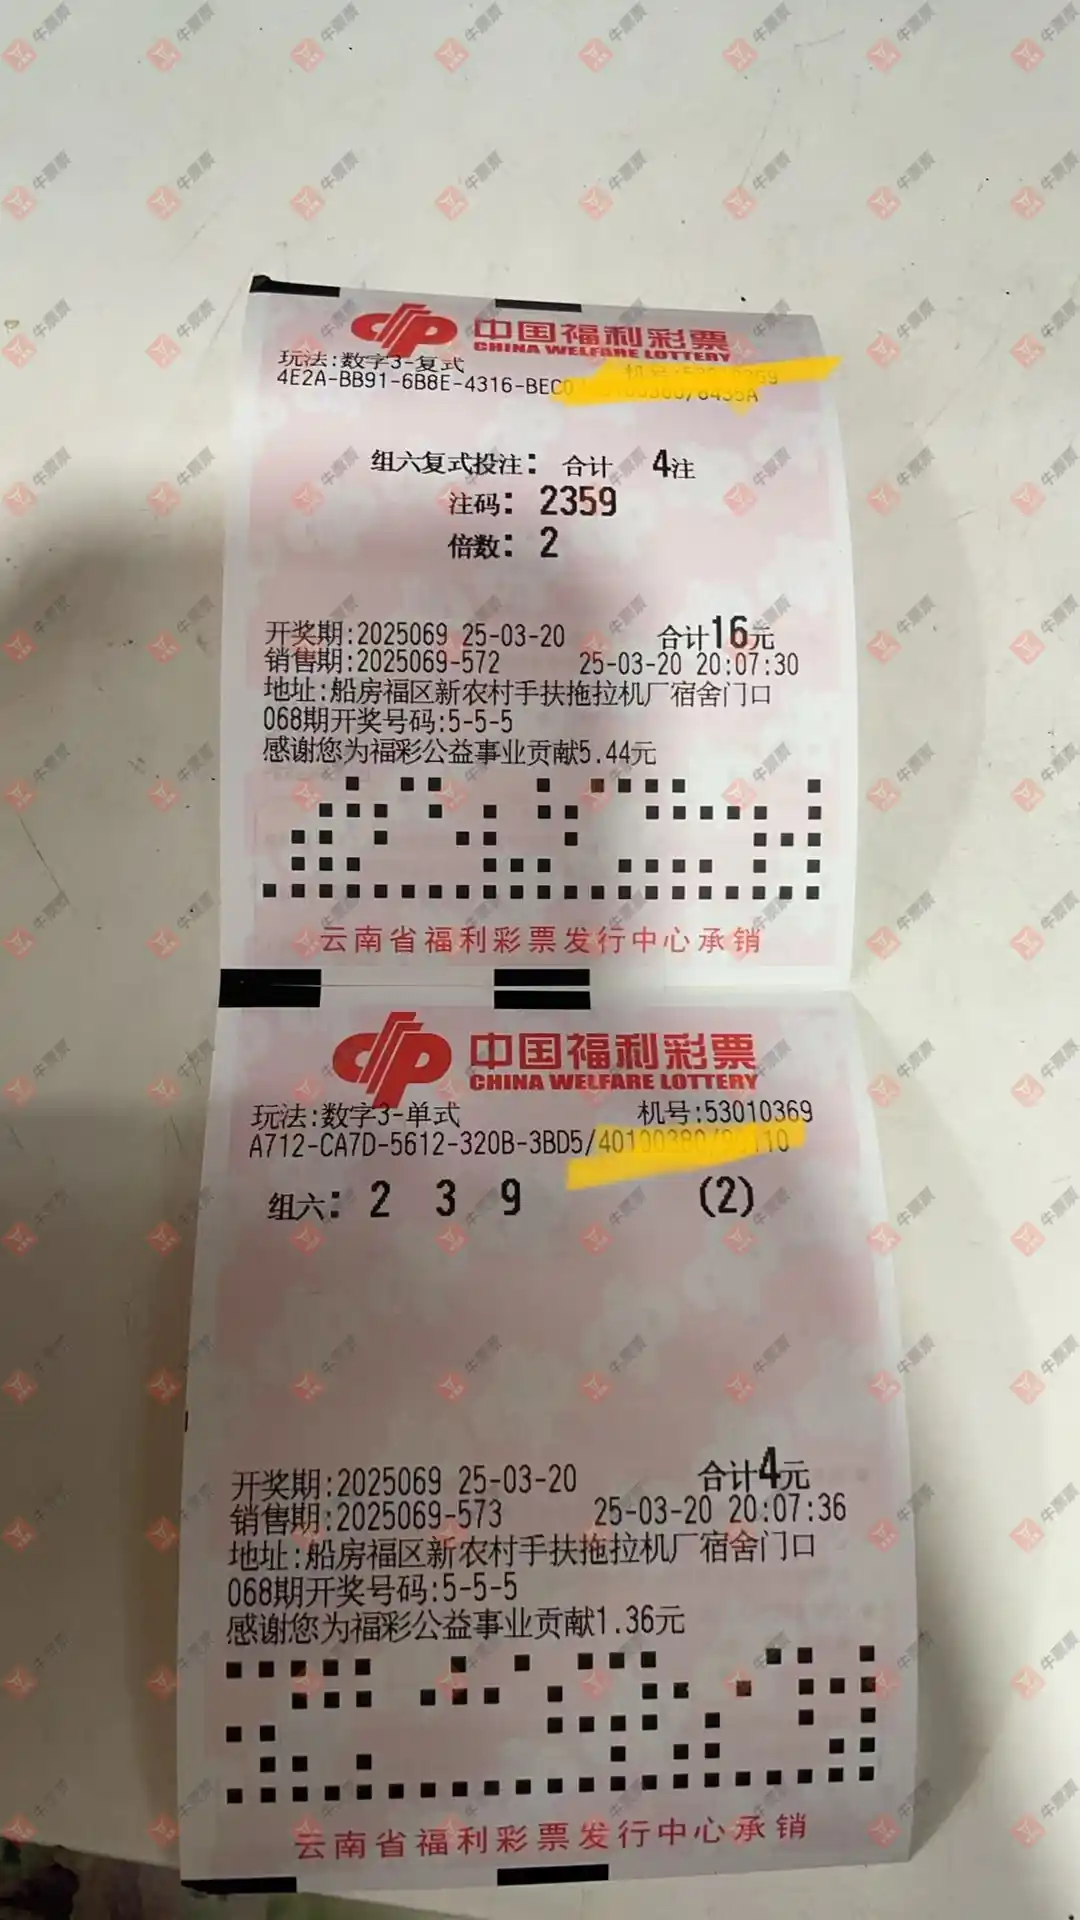 中国福利彩票
CHINA WELFARE LOTTERY
玩法:数字3-复式
4E2A-BB91-6B8E-4316-BEC0
组六复式投注: 合计 4注
注码: 2359
倍数: 2
开奖期:2025069 25-03-20 合计16元
销售期:2025069-572 25-03-20 20:07:30
地址:船房福区新农村手扶拖拉机厂宿舍门口
068期开奖号码:5-5-5
感谢您为福彩公益事业贡献5.44元
云南省福利彩票发行中心承销
中国福利彩票
CHINA WELFARE LOTTERY
玩法:数字3-单式 机号:53010369
A712-CA7D-5612-320B-3BD5/
组六: 2 3 9 (2)
开奖期:2025069 25-03-20 合计4元
销售期:2025069-573 25-03-20 20:07:36
地址:船房福区新农村手扶拖拉机厂宿舍门口
068期开奖号码:5-5-5
感谢您为福彩公益事业贡献1.36元
云南省福利彩票发行中心承销
牛票票